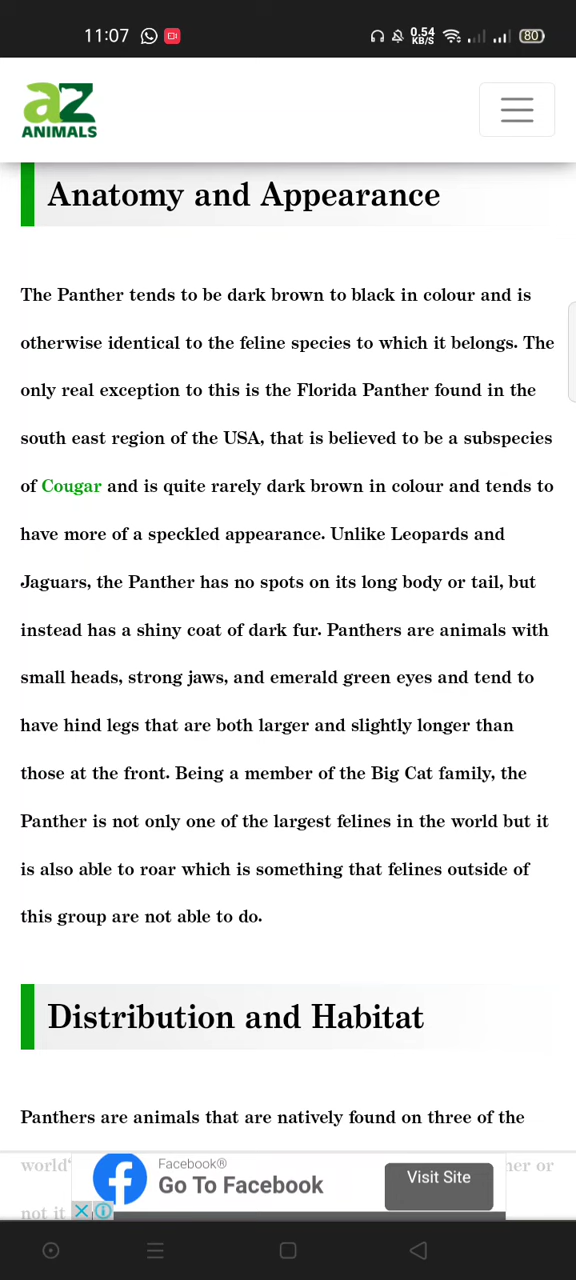 11:07
0.54
KB/S
80
az
ANIMALS
Anatomy and Appearance
The Panther tends to be dark brown to black in colour and is
otherwise identical to the feline species to which it belongs. The
only real exception to this is the Florida Panther found in the
south east region of the USA, that is believed to be a subspecies
of Cougar and is quite rarely dark brown in colour and tends to
have more of a speckled appearance. Unlike Leopards and
Jaguars, the Panther has no spots on its long body or tail, but
instead has a shiny coat of dark fur. Panthers are animals with
small heads, strong jaws, and emerald green eyes and tend to
have hind legs that are both larger and slightly longer than
those at the front. Being a member of the Big Cat family, the
Panther is not only one of the largest felines in the world but it
is also able to roar which is something that felines outside of
this group are not able to do.
Distribution and Habitat
Panthers are animals that are natively found on three of the
Facebook®
Go To Facebook
Visit Site
or
not it